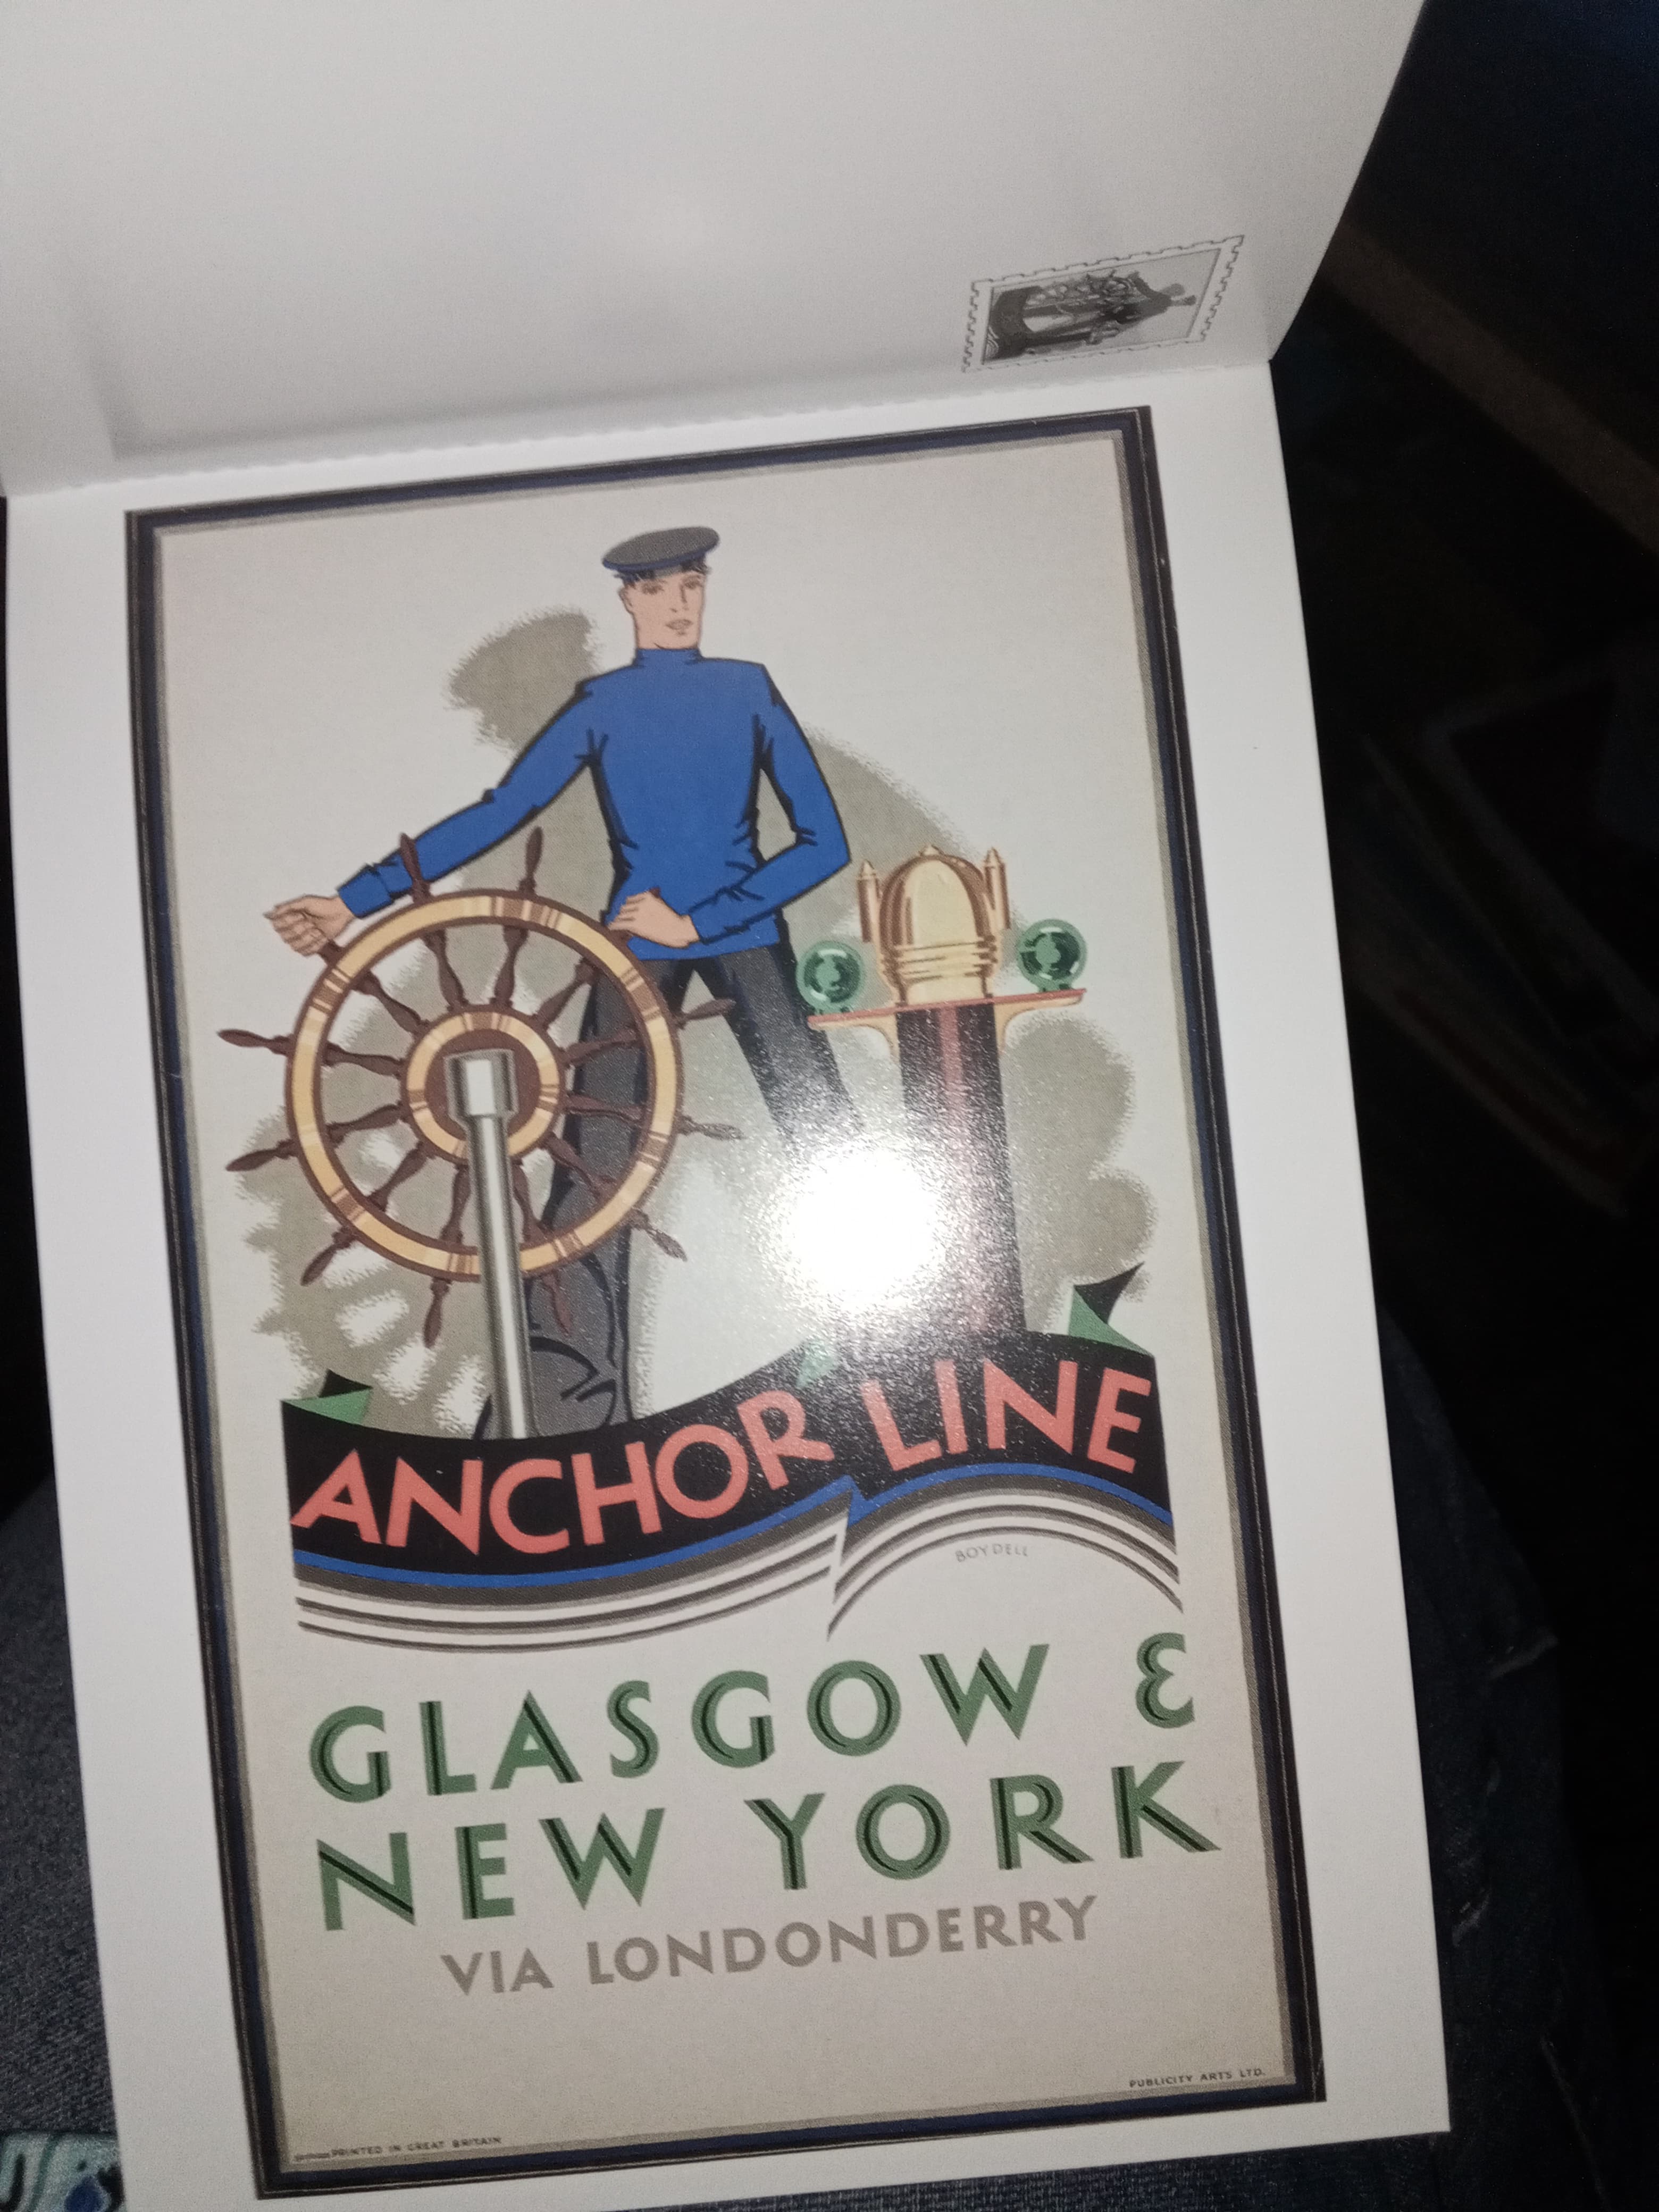 ANCHOR LINE
BOYDELL
GLASGOW &
NEW YORK
VIA LONDONDERRY
PUBLICITY ARTS LTD.
PRINTED IN GREAT BRITAIN